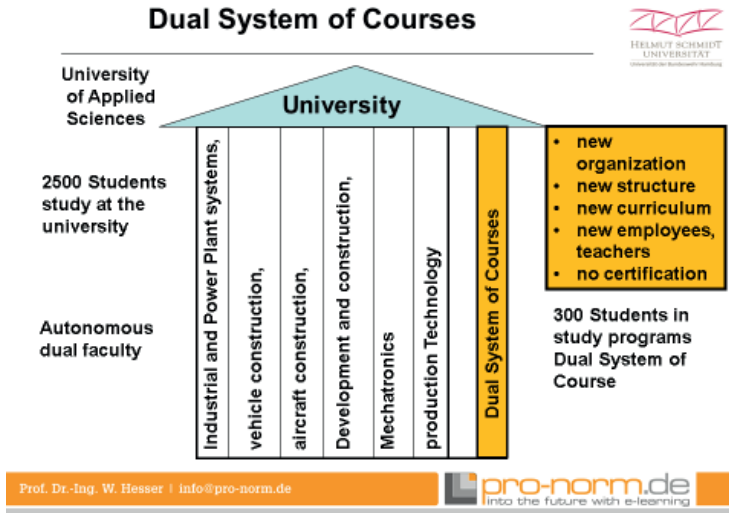 Dual System of Courses
HELMUT SCHMIDT
UNIVERSITÄT
Universität der Bundeswehr Hamburg
University
of Applied
Sciences
University
2500 Students
study at the
university
Autonomous
dual faculty
Industrial and Power Plant systems,
vehicle construction,
aircraft construction,
Development and construction,
Mechatronics
production Technology
Dual System of Courses
• new
organization
• new structure
• new curriculum
• new employees,
teachers
• no certification
300 Students in
study programs
Dual System of
Course
Prof. Dr.-Ing. W. Hesser | info@pro-norm.de
pro-norm.de
into the future with e-learning